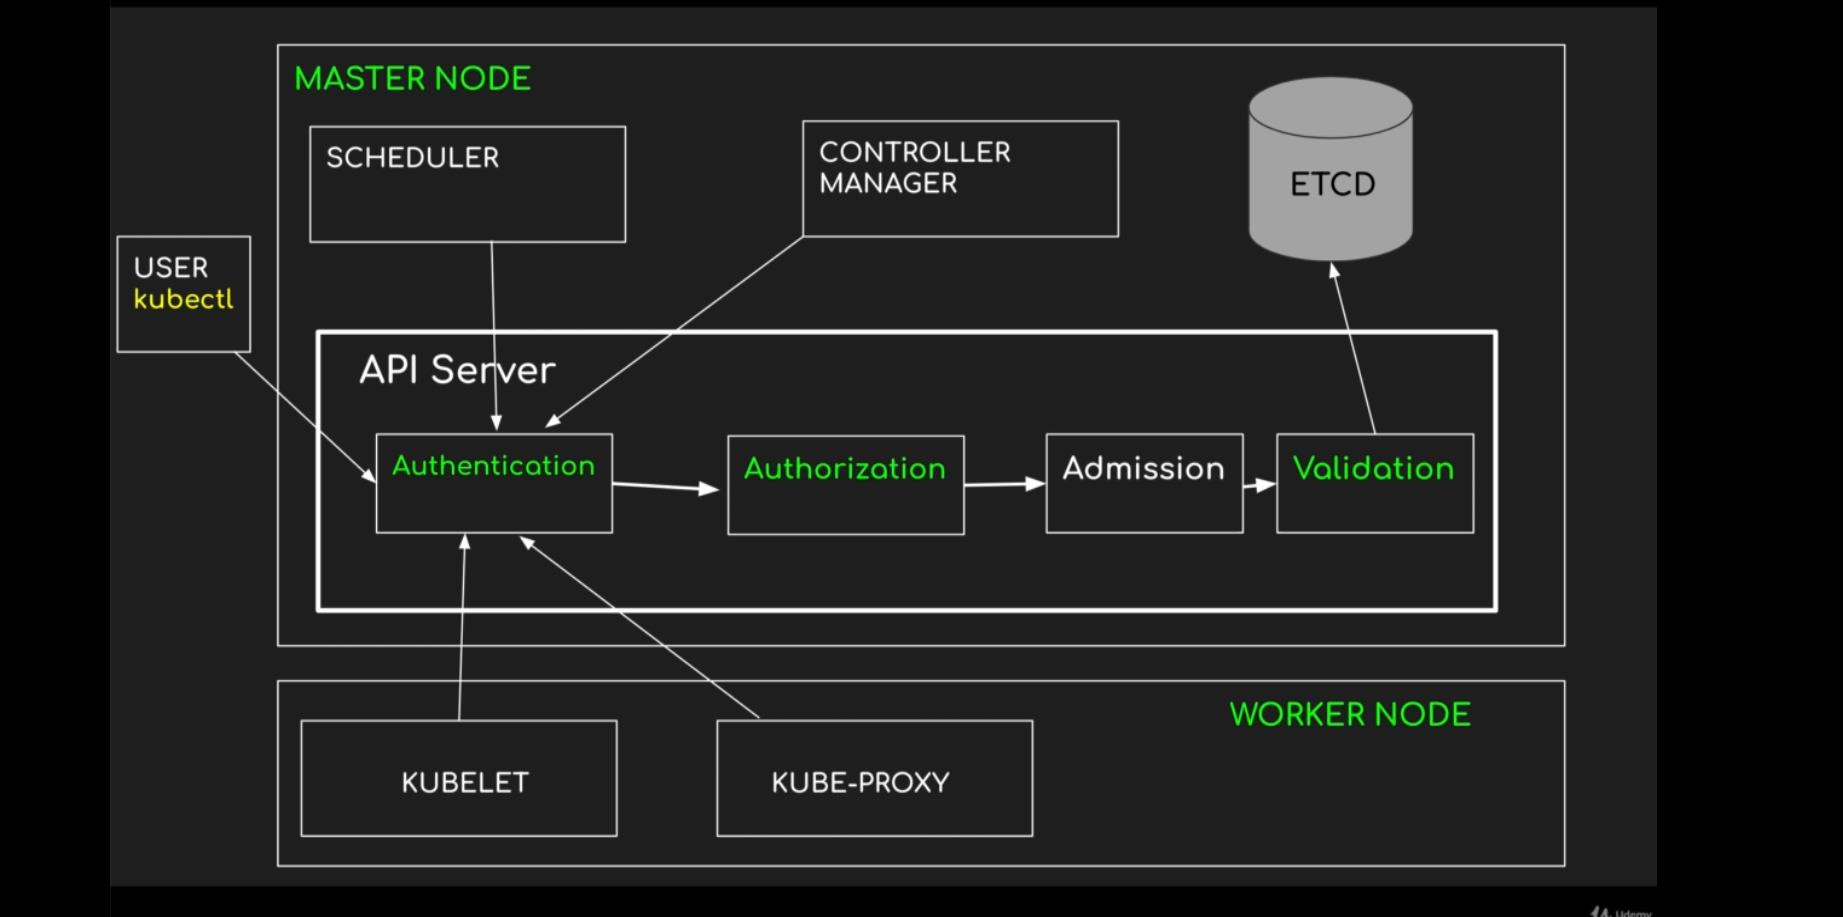 MASTER NODE
SCHEDULER
CONTROLLER
MANAGER
ETCD
USER
kubectl
API Server
Authentication
Authorization
Admission
Validation
WORKER NODE
KUBELET
KUBE-PROXY
Udemy